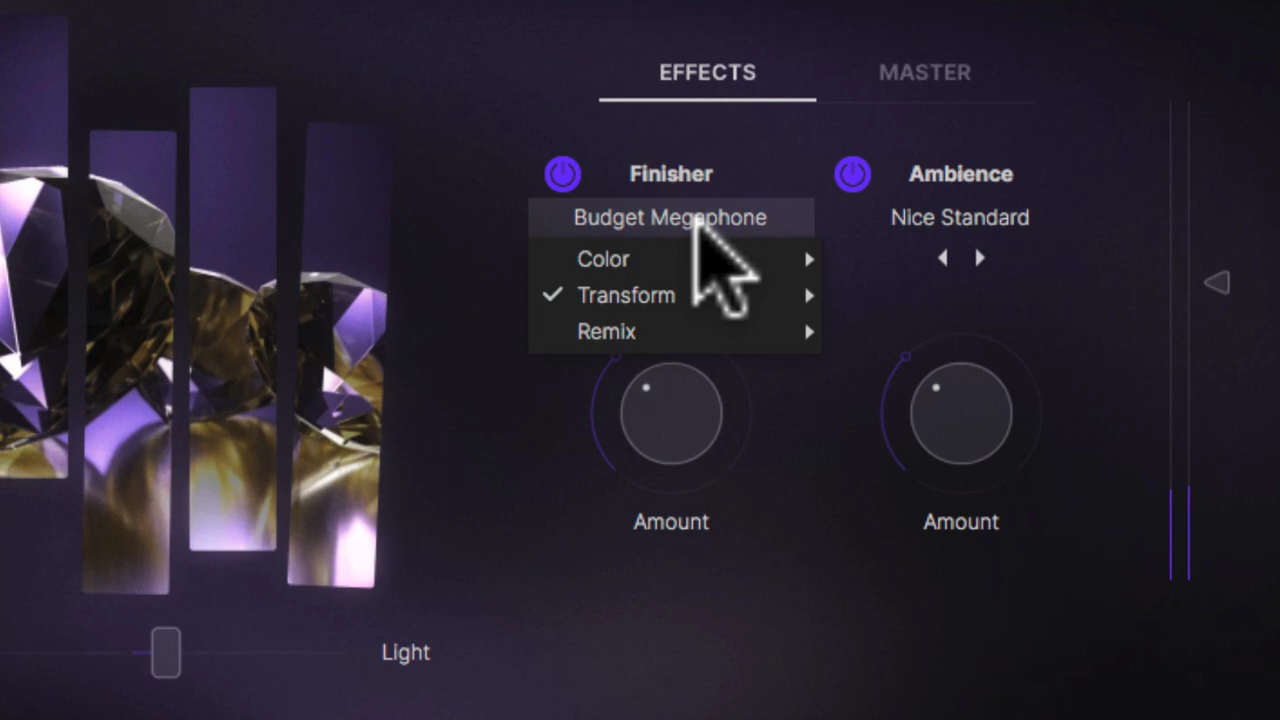 EFFECTS MASTER
Finisher Ambience
Budget Megaphone Nice Standard
Color
Transform
Remix
Amount Amount
Light